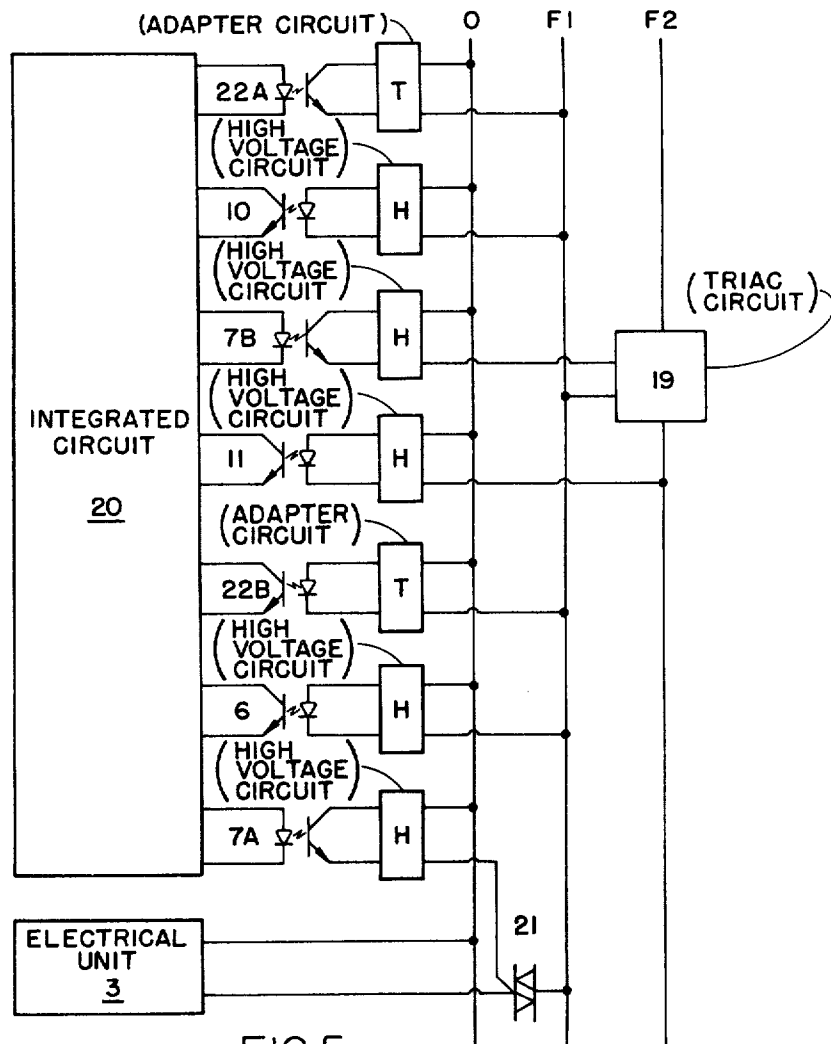 (ADAPTER CIRCUIT)
O F1 F2
22A
T
(HIGH
VOLTAGE
CIRCUIT)
10
H
(HIGH
VOLTAGE
CIRCUIT)
(TRIAC
CIRCUIT)
7B
H
19
(HIGH
VOLTAGE
CIRCUIT)
INTEGRATED
CIRCUIT
20
11
H
(ADAPTER
CIRCUIT)
22B
T
(HIGH
VOLTAGE
CIRCUIT)
6
H
(HIGH
VOLTAGE
CIRCUIT)
7A
H
21
ELECTRICAL
UNIT
3